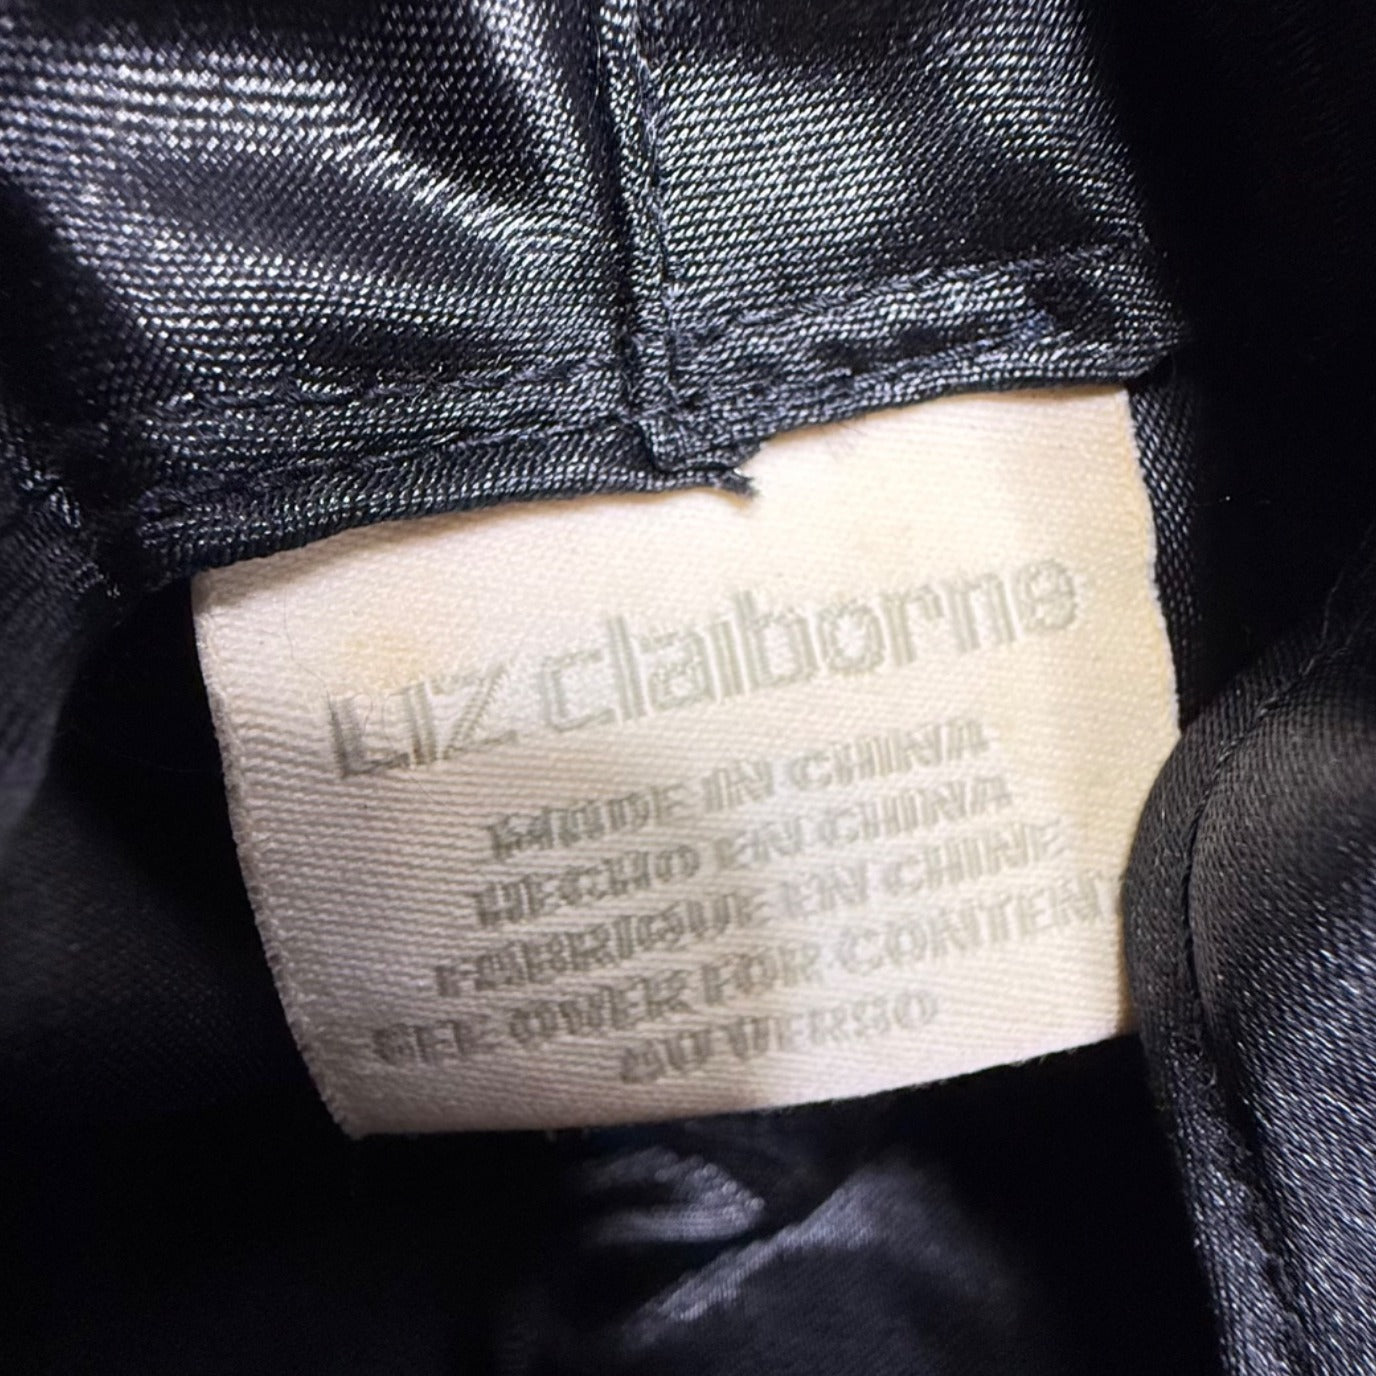 LIZ claiborne
MADE IN CHINA
HECHO EN CHINA
FABRIQUE EN CHINE
SEE OVER FOR CONTENT
AU VERSO